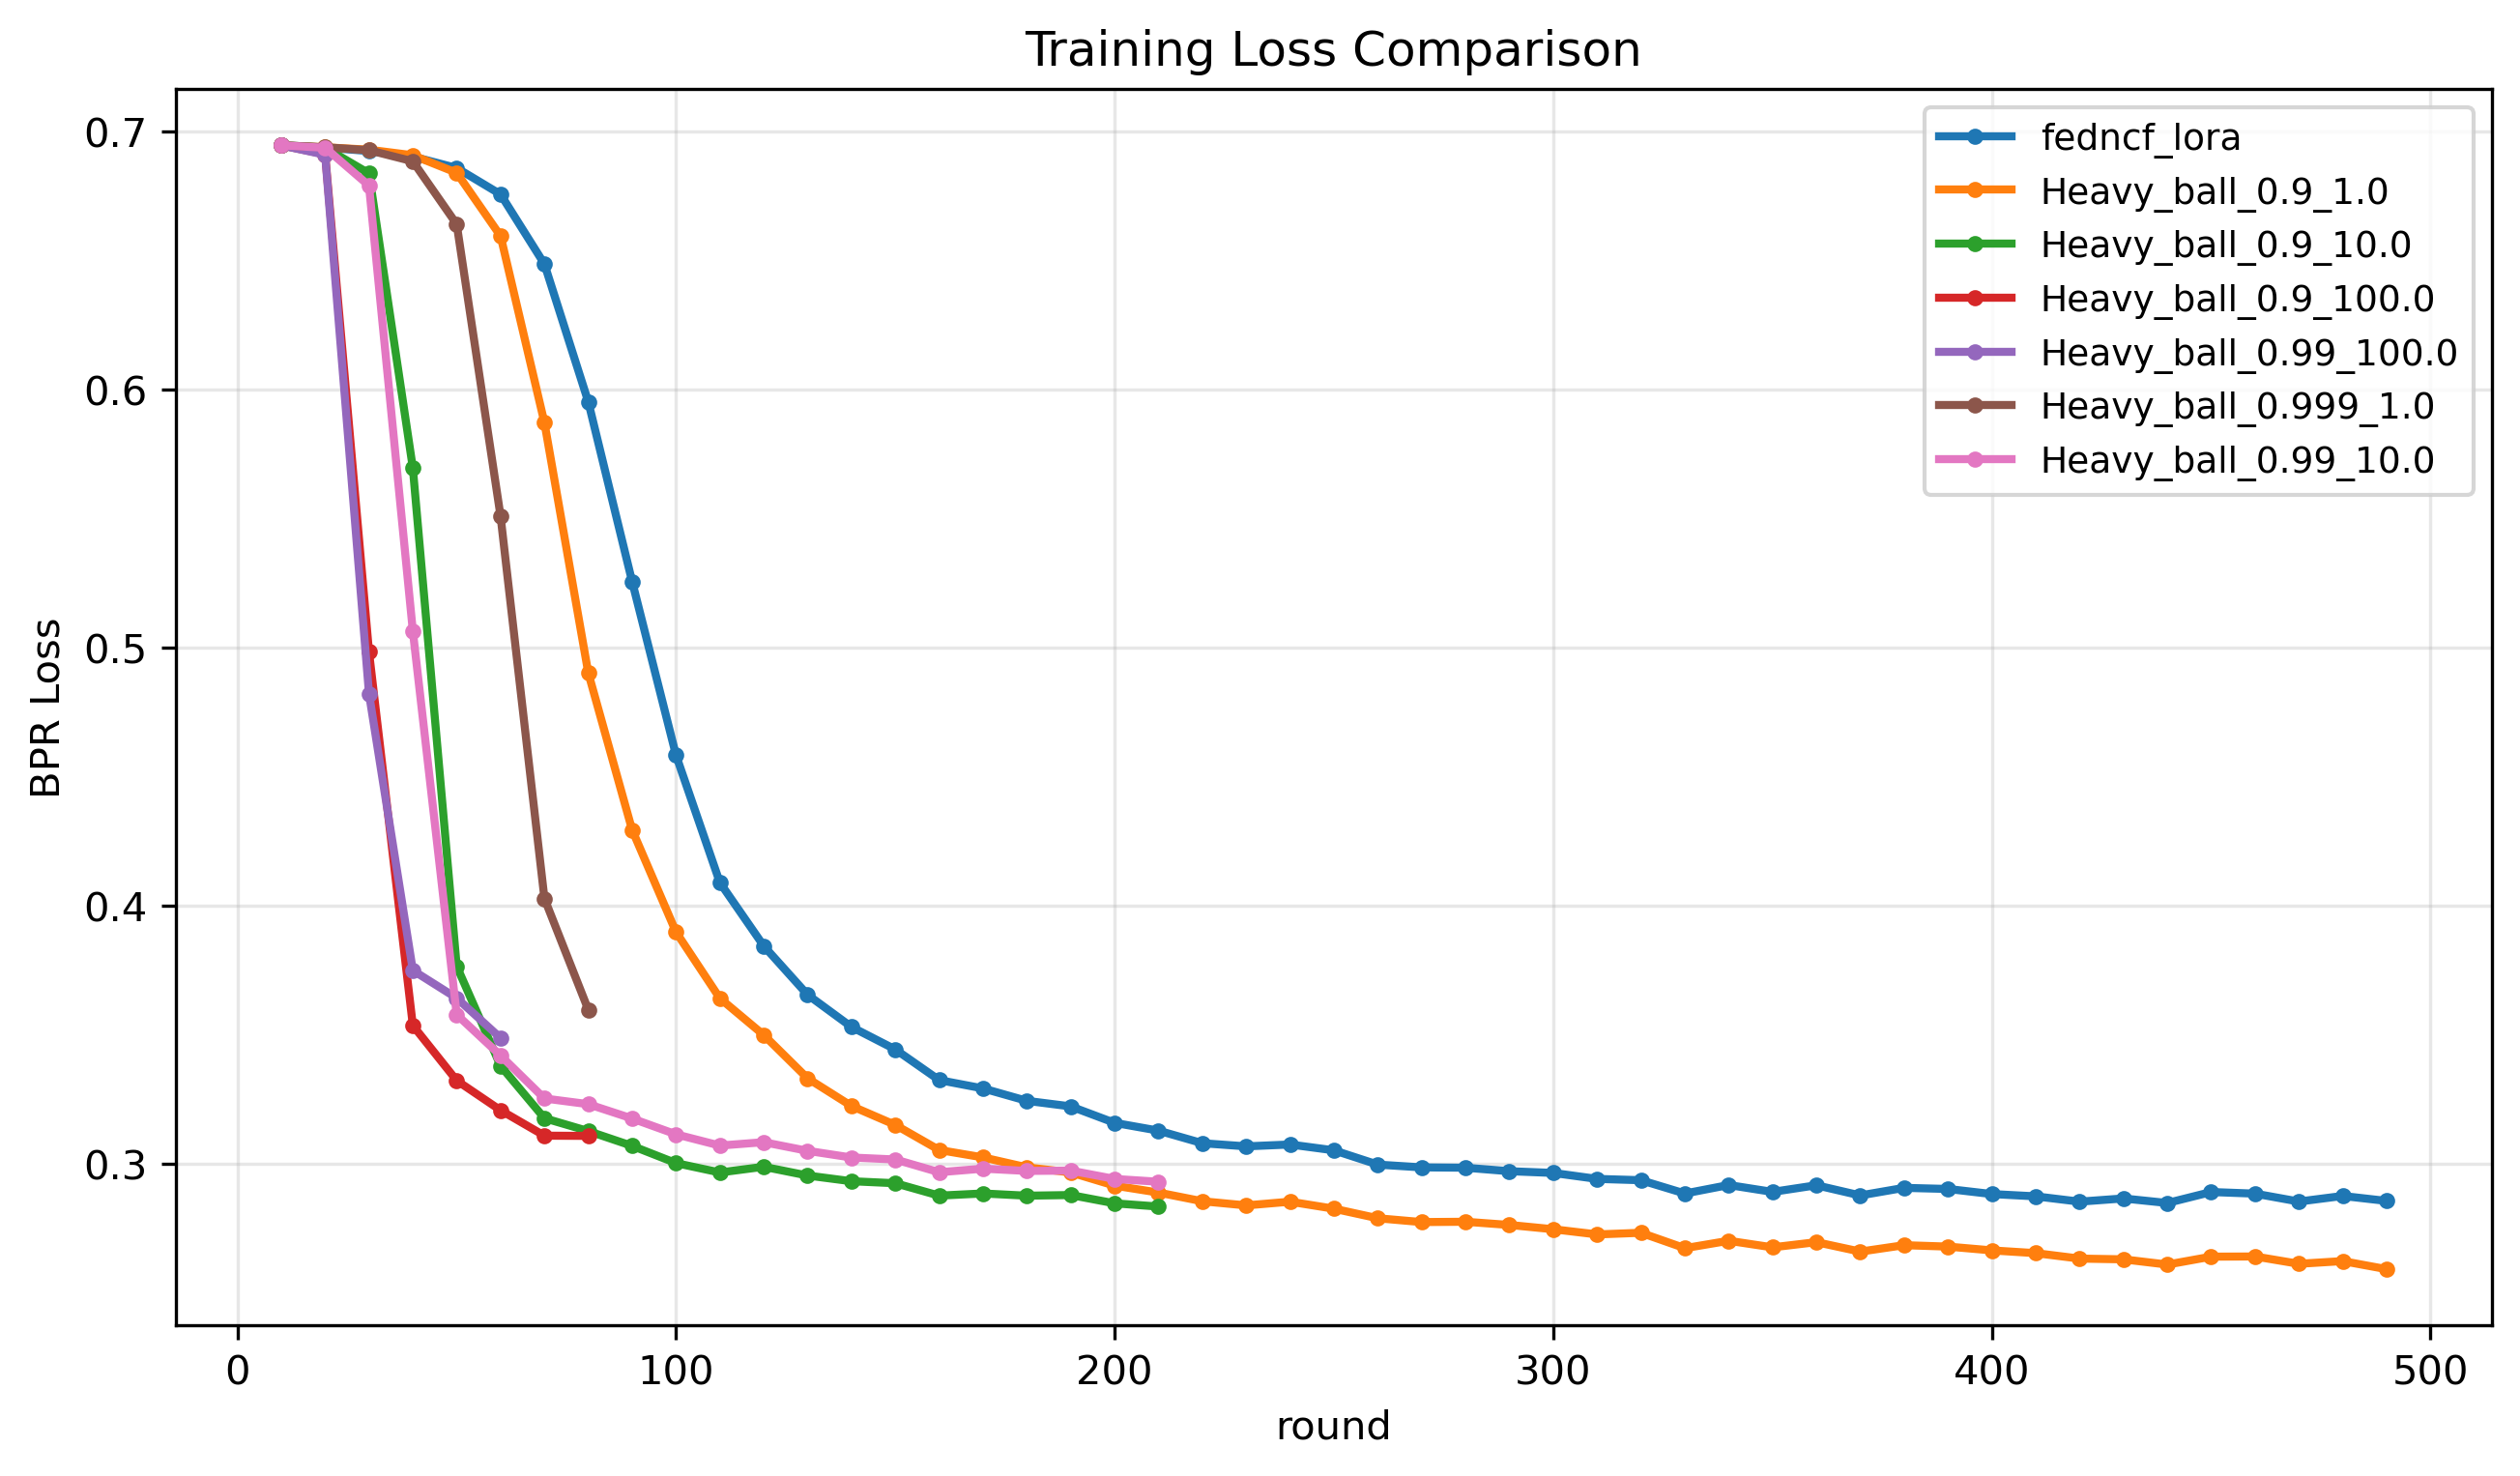 Training Loss Comparison
fedncf_lora
Heavy_ball_0.9_1.0
Heavy_ball_0.9_10.0
Heavy_ball_0.9_100.0
Heavy_ball_0.99_100.0
Heavy_ball_0.999_1.0
Heavy_ball_0.99_10.0
BPR Loss
0.7
0.6
0.5
0.4
0.3
0 100 200 300 400 500
round